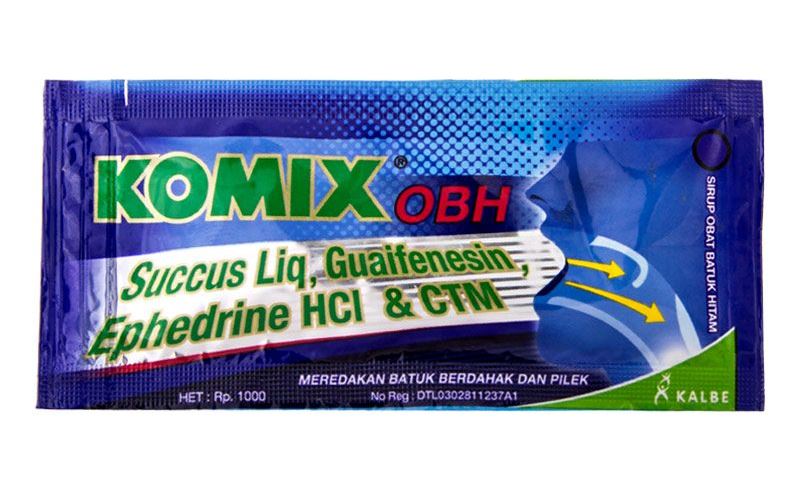 KOMIX® OBH
Succus Liq, Guaifenesin,
Ephedrine HCl & CTM
SIRUP OBAT BATUK HITAM
MEREDAKAN BATUK BERDAHAK DAN PILEK
HET : Rp. 1000
No Reg : DTL0302811237A1
KALBE